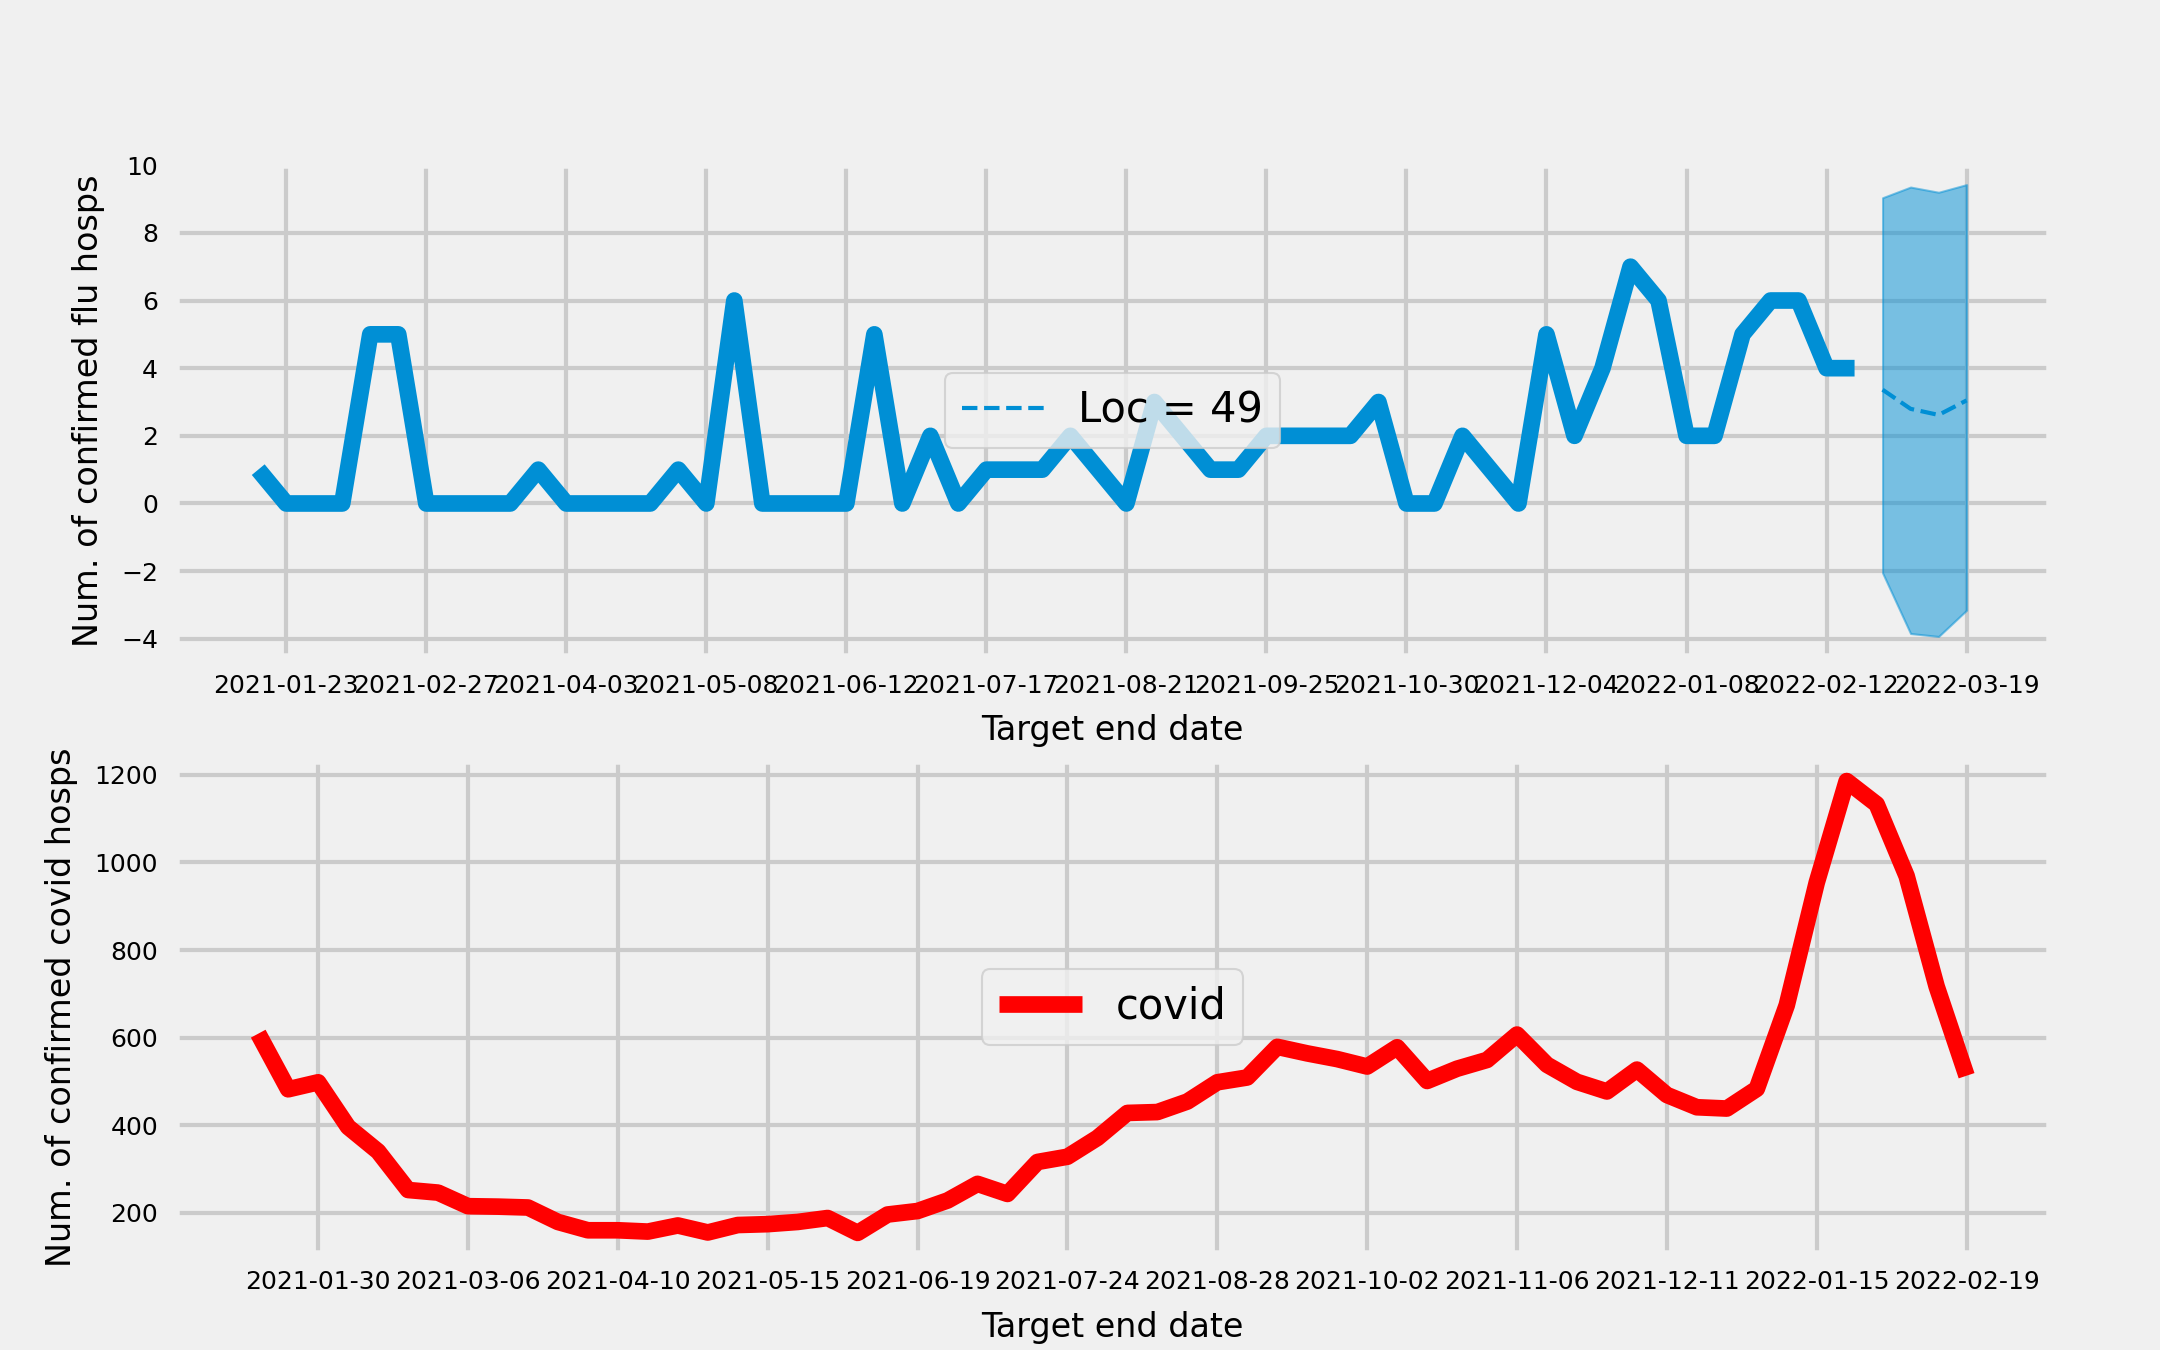 Num. of confirmed flu hosps
10
8
6
4
2
0
−2
−4
Loc = 49
2021-01-23 2021-02-27 2021-04-03 2021-05-08 2021-06-12 2021-07-17 2021-08-21 2021-09-25 2021-10-30 2021-12-04 2022-01-08 2022-02-12 2022-03-19
Target end date
Num. of confirmed covid hosps
1200
1000
800
600
400
200
covid
2021-01-30 2021-03-06 2021-04-10 2021-05-15 2021-06-19 2021-07-24 2021-08-28 2021-10-02 2021-11-06 2021-12-11 2022-01-15 2022-02-19
Target end date